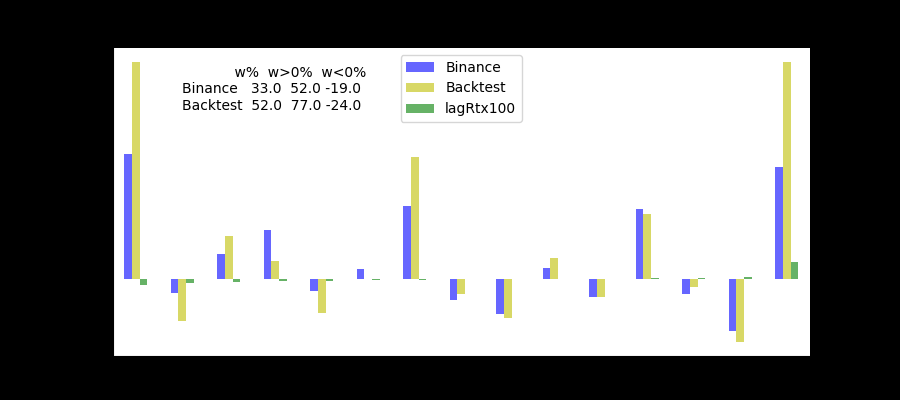 w% w>0% w<0%
Binance 33.0 52.0 -19.0
Backtest 52.0 77.0 -24.0
Binance
Backtest
lagRtx100